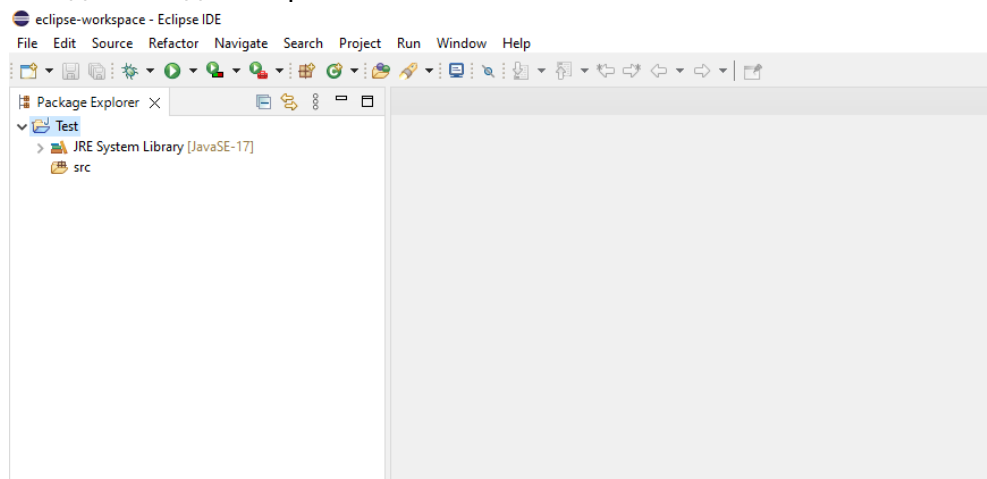 eclipse-workspace - Eclipse IDE
File Edit Source Refactor Navigate Search Project Run Window Help
Package Explorer
Test
JRE System Library [JavaSE-17]
src